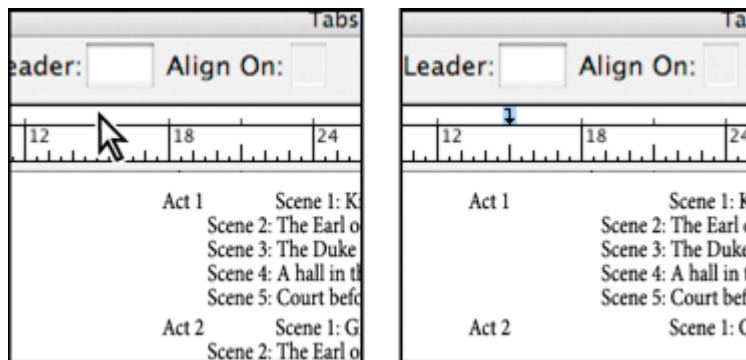 Tabs
eader: Align On:
12 18 24
Act 1 Scene 1: Ki
Scene 2: The Earl o
Scene 3: The Duke
Scene 4: A hall in th
Scene 5: Court befo
Act 2 Scene 1: G
Scene 2: The Earl o
Ta
Leader: Align On:
12 18 24
Act 1 Scene 1: K
Scene 2: The Earl
Scene 3: The Duke
Scene 4: A hall in t
Scene 5: Court bef
Act 2 Scene 1: G